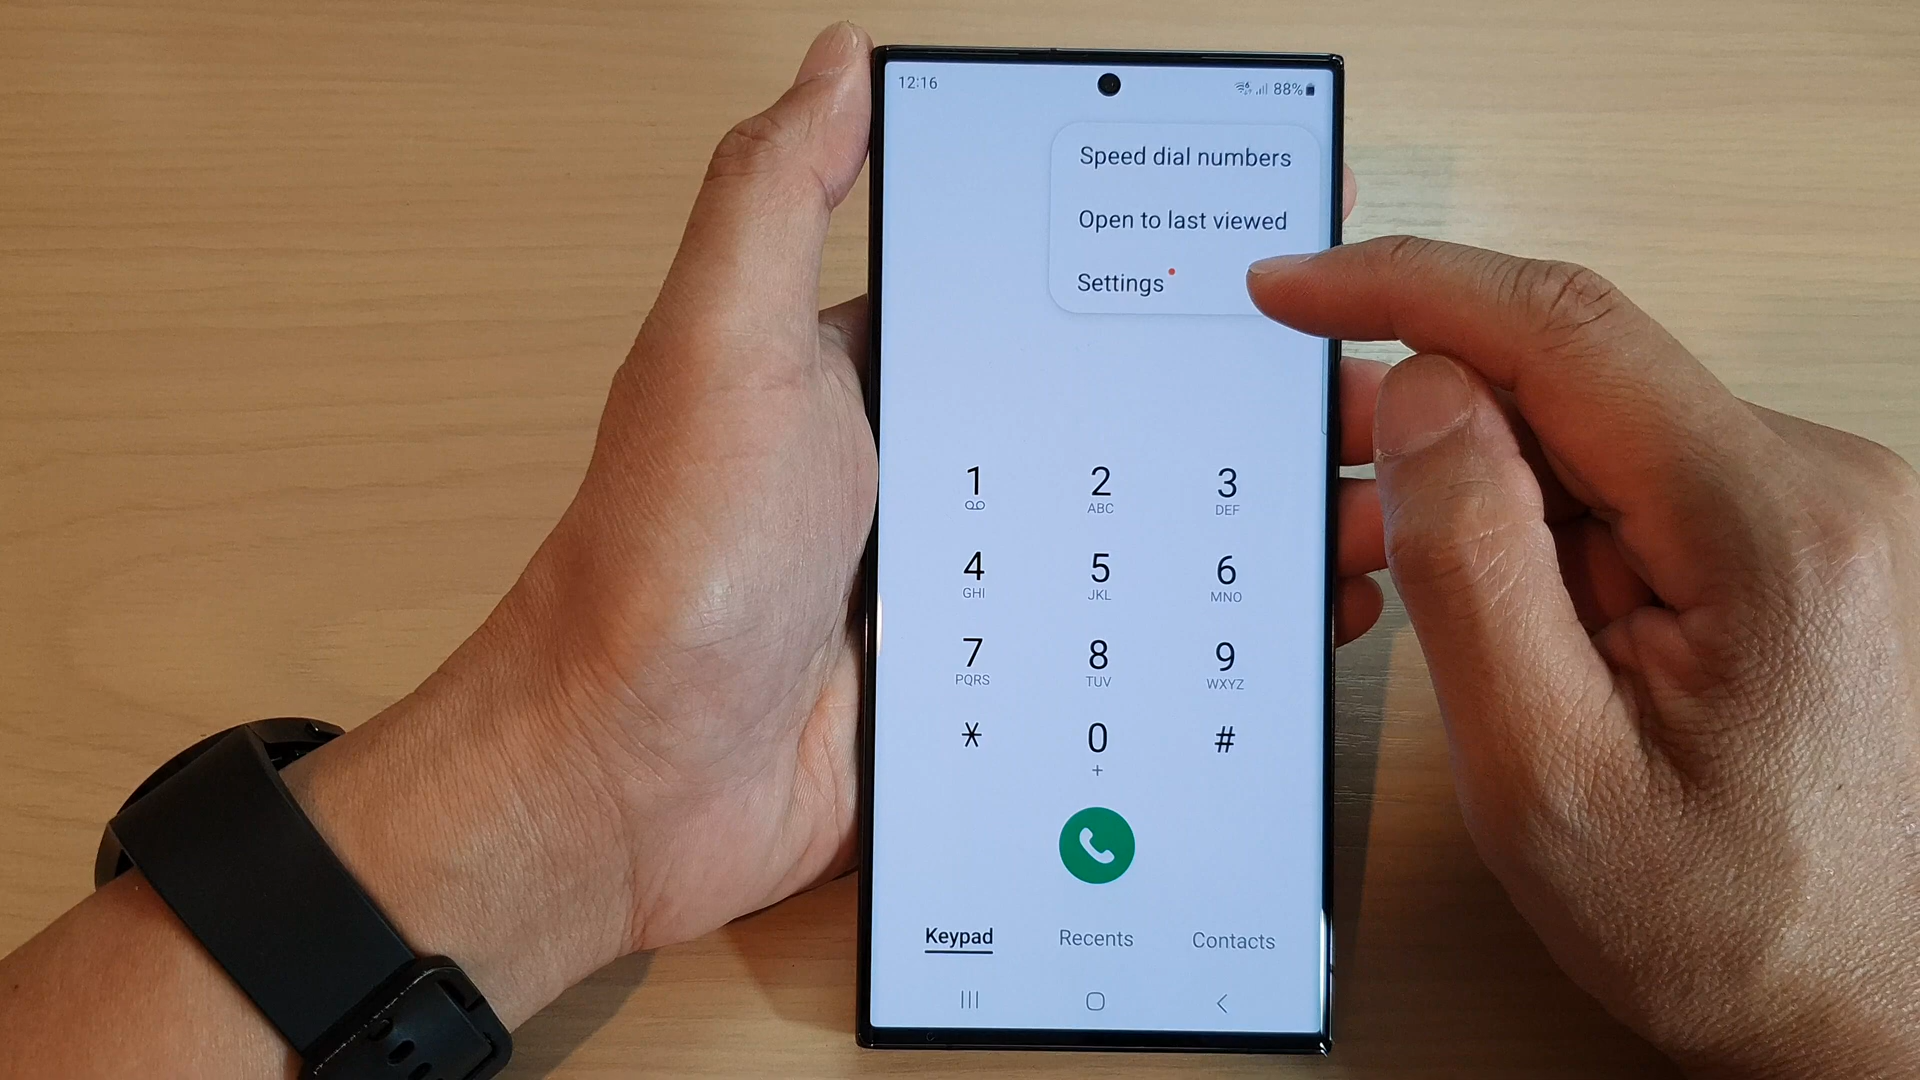 12:16
88%
Speed dial numbers
Open to last viewed
Settings
1 2 3
ABC DEF
4 5 6
GHI JKL MNO
7 8 9
PQRS TUV WXYZ
* 0 #
+
Keypad Recents Contacts